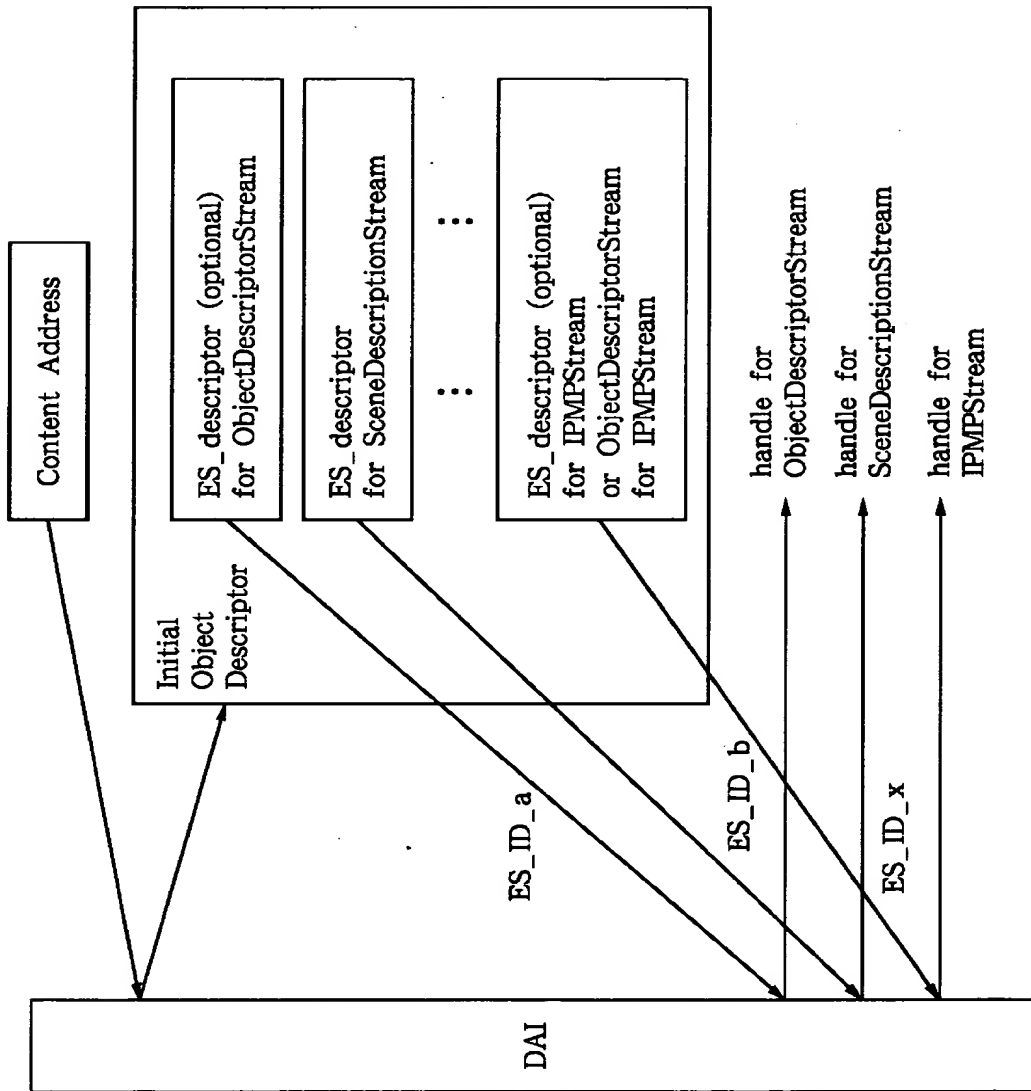 Content Address
Initial
Object
Descriptor
ES_descriptor (optional)
for ObjectDescriptorStream
ES_descriptor
for SceneDescriptionStream
ES_descriptor (optional)
for IPMPStream
or ObjectDescriptorStream
for IPMPStream
ES_ID_a
ES_ID_b
ES_ID_x
handle for
ObjectDescriptorStream
handle for
SceneDescriptionStream
handle for
IPMPStream
DAI